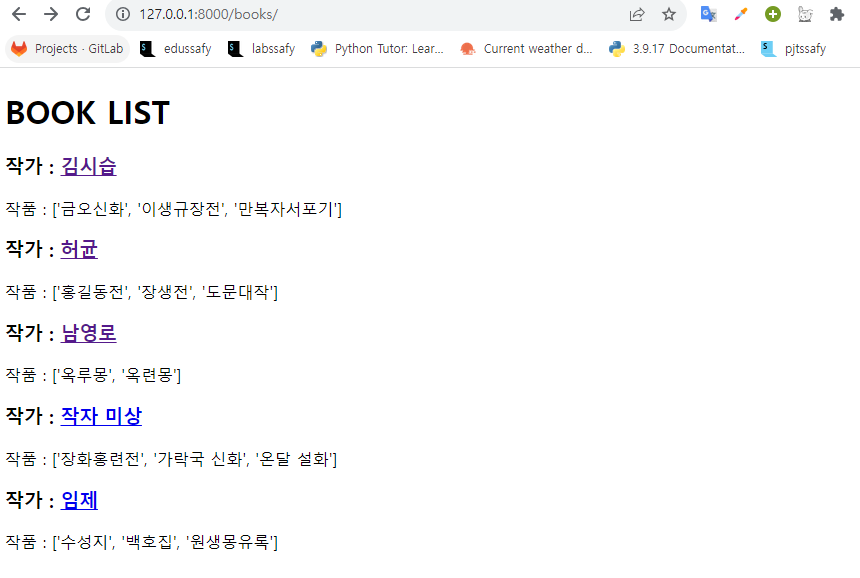 127.0.0.1:8000/books/
Projects · GitLab edussafy labssafy Python Tutor: Lear... Current weather d... 3.9.17 Documentat... pjtssafy
BOOK LIST
작가 : 김시습
작품 : ['금오신화', '이생규장전', '만복자서포기']
작가 : 허균
작품 : ['홍길동전', '장생전', '도문대작']
작가 : 남영로
작품 : ['옥루몽', '옥련몽']
작가 : 작자 미상
작품 : ['장화홍련전', '가락국 신화', '온달 설화']
작가 : 임제
작품 : ['수성지', '백호집', '원생몽유록']